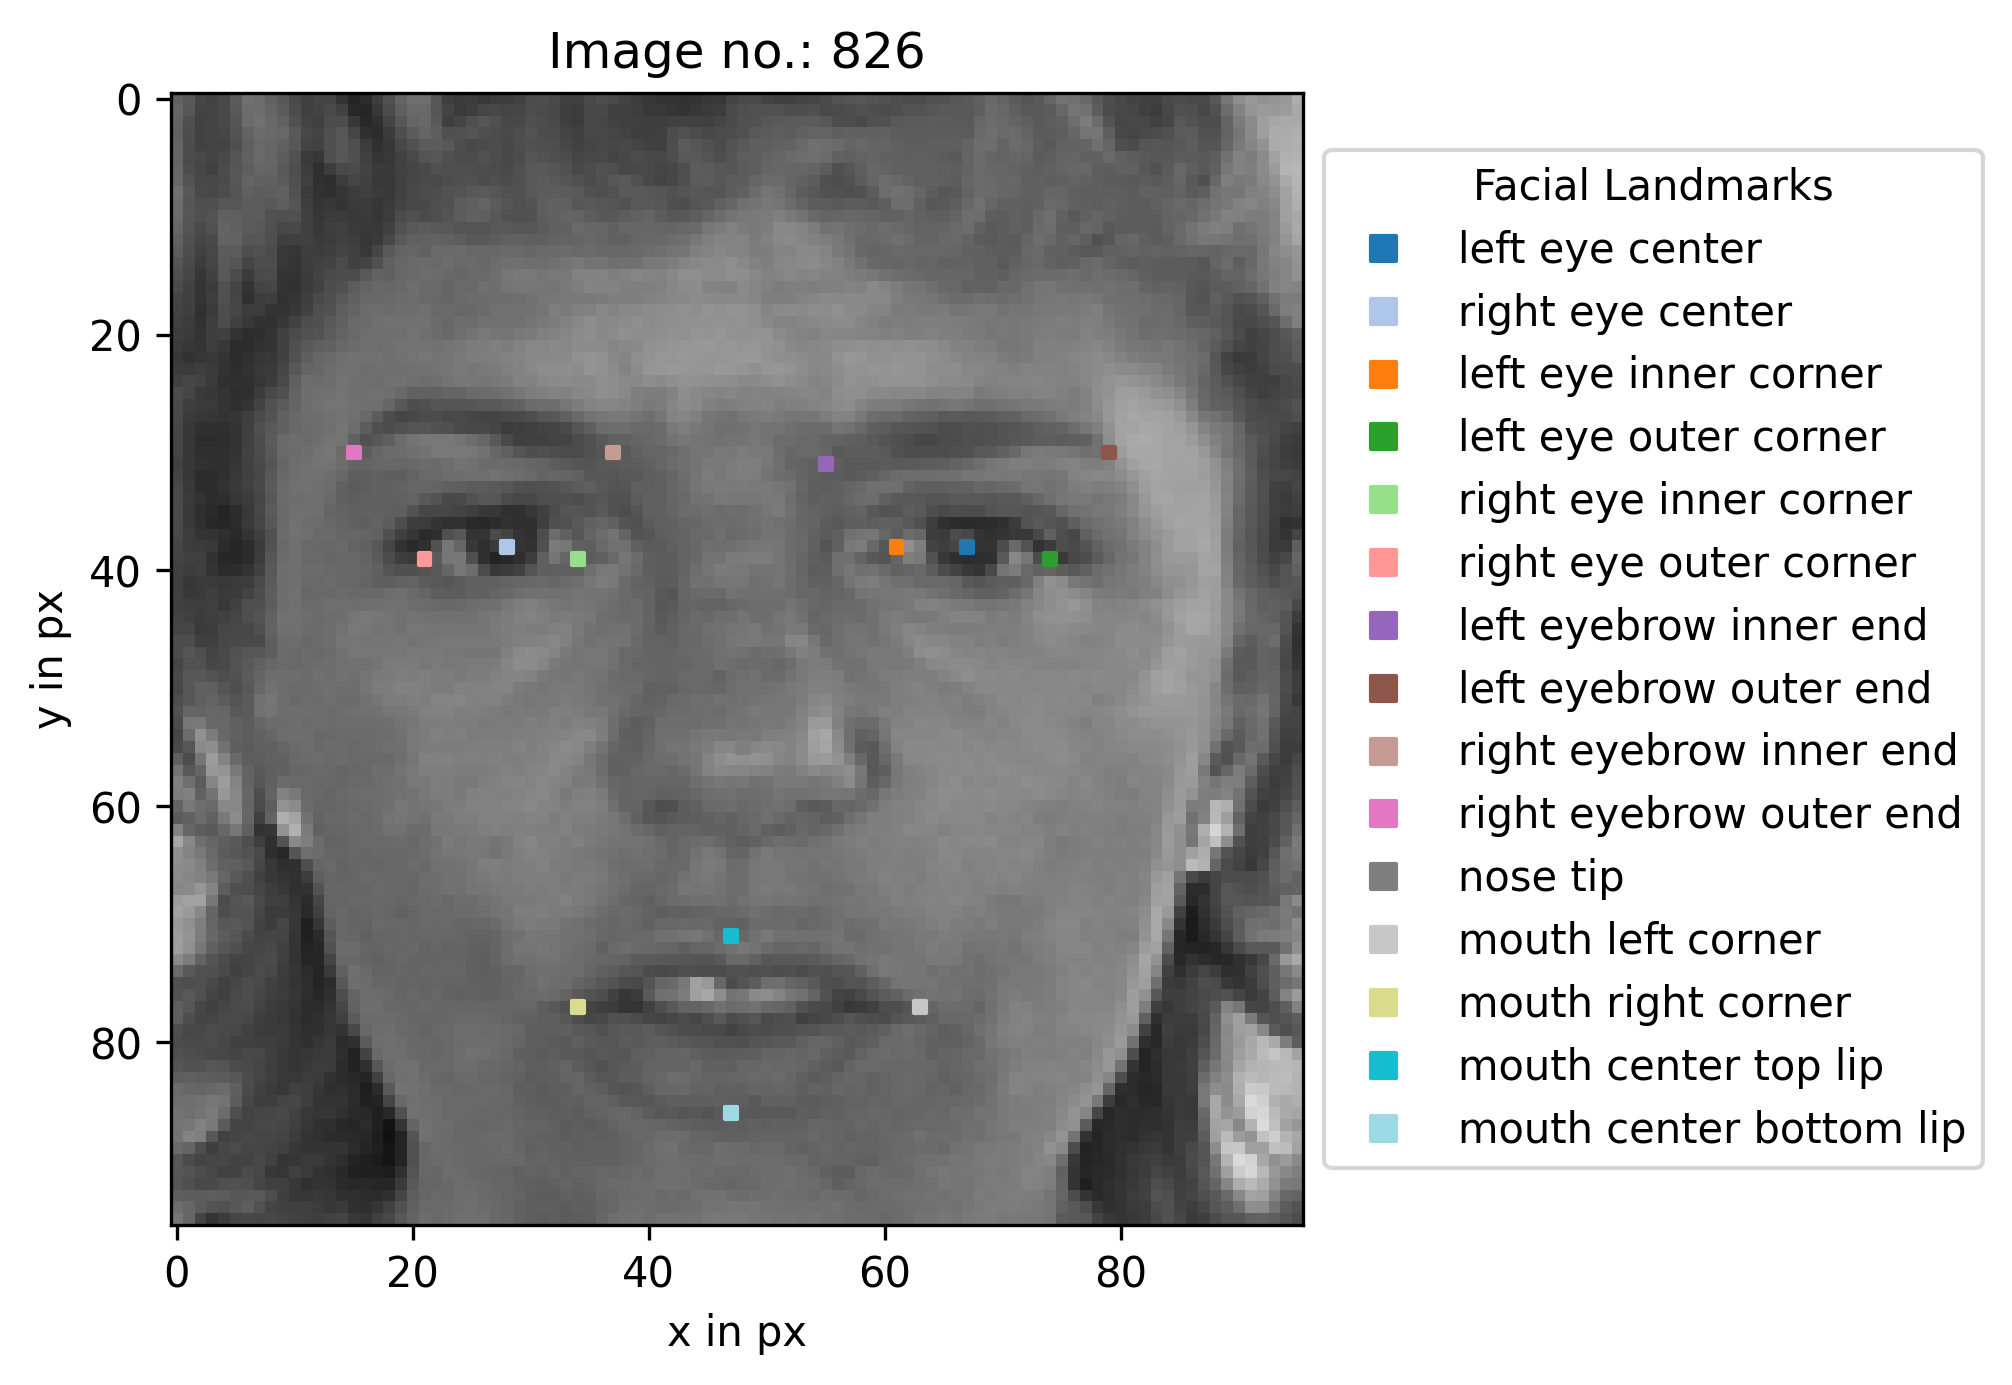 Image no.: 826
0
20
40
60
80
y in px
0 20 40 60 80
x in px
Facial Landmarks
left eye center
right eye center
left eye inner corner
left eye outer corner
right eye inner corner
right eye outer corner
left eyebrow inner end
left eyebrow outer end
right eyebrow inner end
right eyebrow outer end
nose tip
mouth left corner
mouth right corner
mouth center top lip
mouth center bottom lip